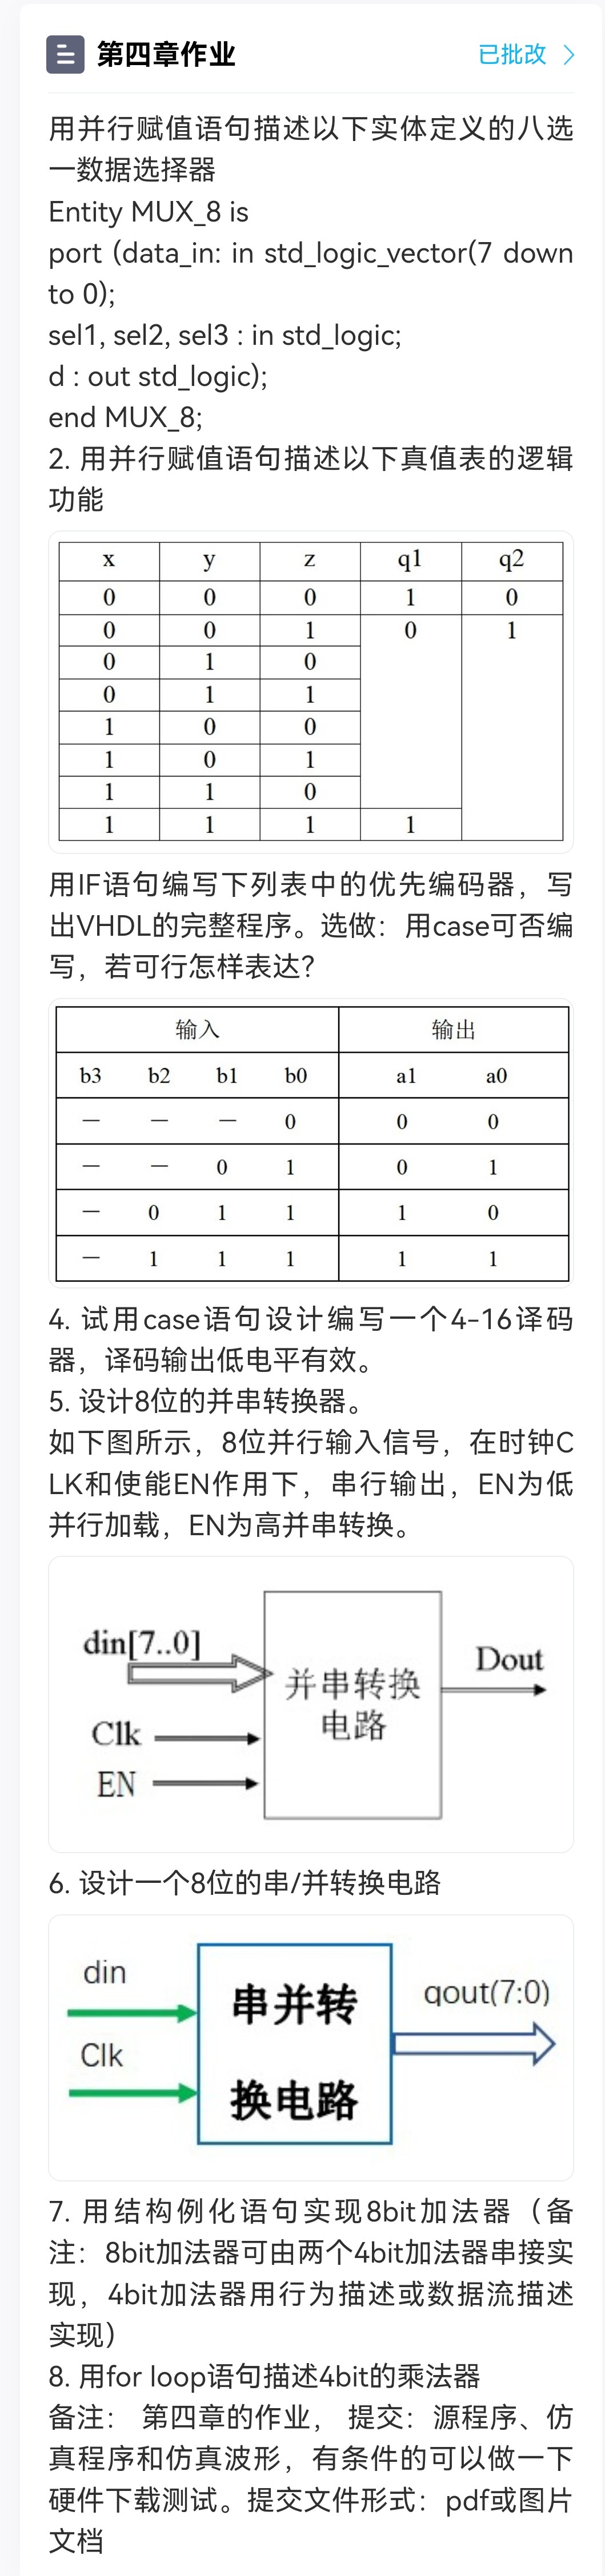 第四章作业
已批改
用并行赋值语句描述以下实体定义的八选
一数据选择器
Entity MUX_8 is
port (data_in: in std_logic_vector(7 down
to 0);
sel1, sel2, sel3 : in std_logic;
d : out std_logic);
end MUX_8;
2. 用并行赋值语句描述以下真值表的逻辑
功能
x y z q1 q2
0 0 0 1 0
0 0 1 0 1
0 1 0
0 1 1
1 0 0
1 0 1
1 1 0
1 1 1 1
用IF语句编写下列表中的优先编码器，写
出VHDL的完整程序。选做：用case可否编
写，若可行怎样表达？
输入 输出
b3 b2 b1 b0 a1 a0
— — — 0 0 0
— — 0 1 0 1
— 0 1 1 1 0
— 1 1 1 1 1
4. 试用case语句设计编写一个4-16译码
器，译码输出低电平有效。
5. 设计8位的并串转换器。
如下图所示，8位并行输入信号，在时钟C
LK和使能EN作用下，串行输出，EN为低
并行加载，EN为高并串转换。
din[7..0]
Clk
EN
并串转换
电路
Dout
6. 设计一个8位的串/并转换电路
din
Clk
串并转
换电路
qout(7:0)
7. 用结构例化语句实现8bit加法器（备
注：8bit加法器可由两个4bit加法器串接实
现，4bit加法器用行为描述或数据流描述
实现）
8. 用for loop语句描述4bit的乘法器
备注： 第四章的作业， 提交：源程序、仿
真程序和仿真波形，有条件的可以做一下
硬件下载测试。提交文件形式：pdf或图片
文档